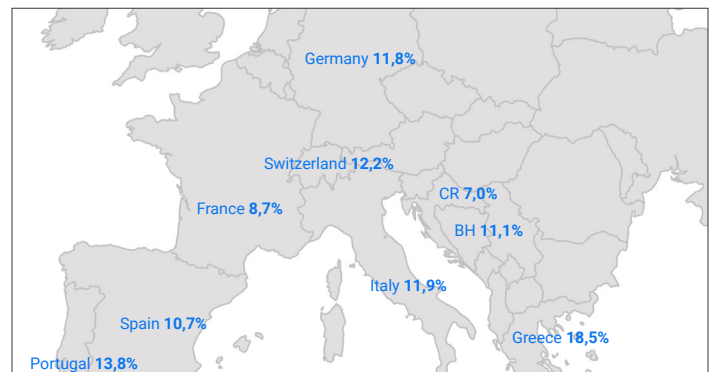 Germany 11,8%
Switzerland 12,2%
CR 7,0%
France 8,7%
BH 11,1%
Italy 11,9%
Spain 10,7%
Greece 18,5%
Portugal 13,8%